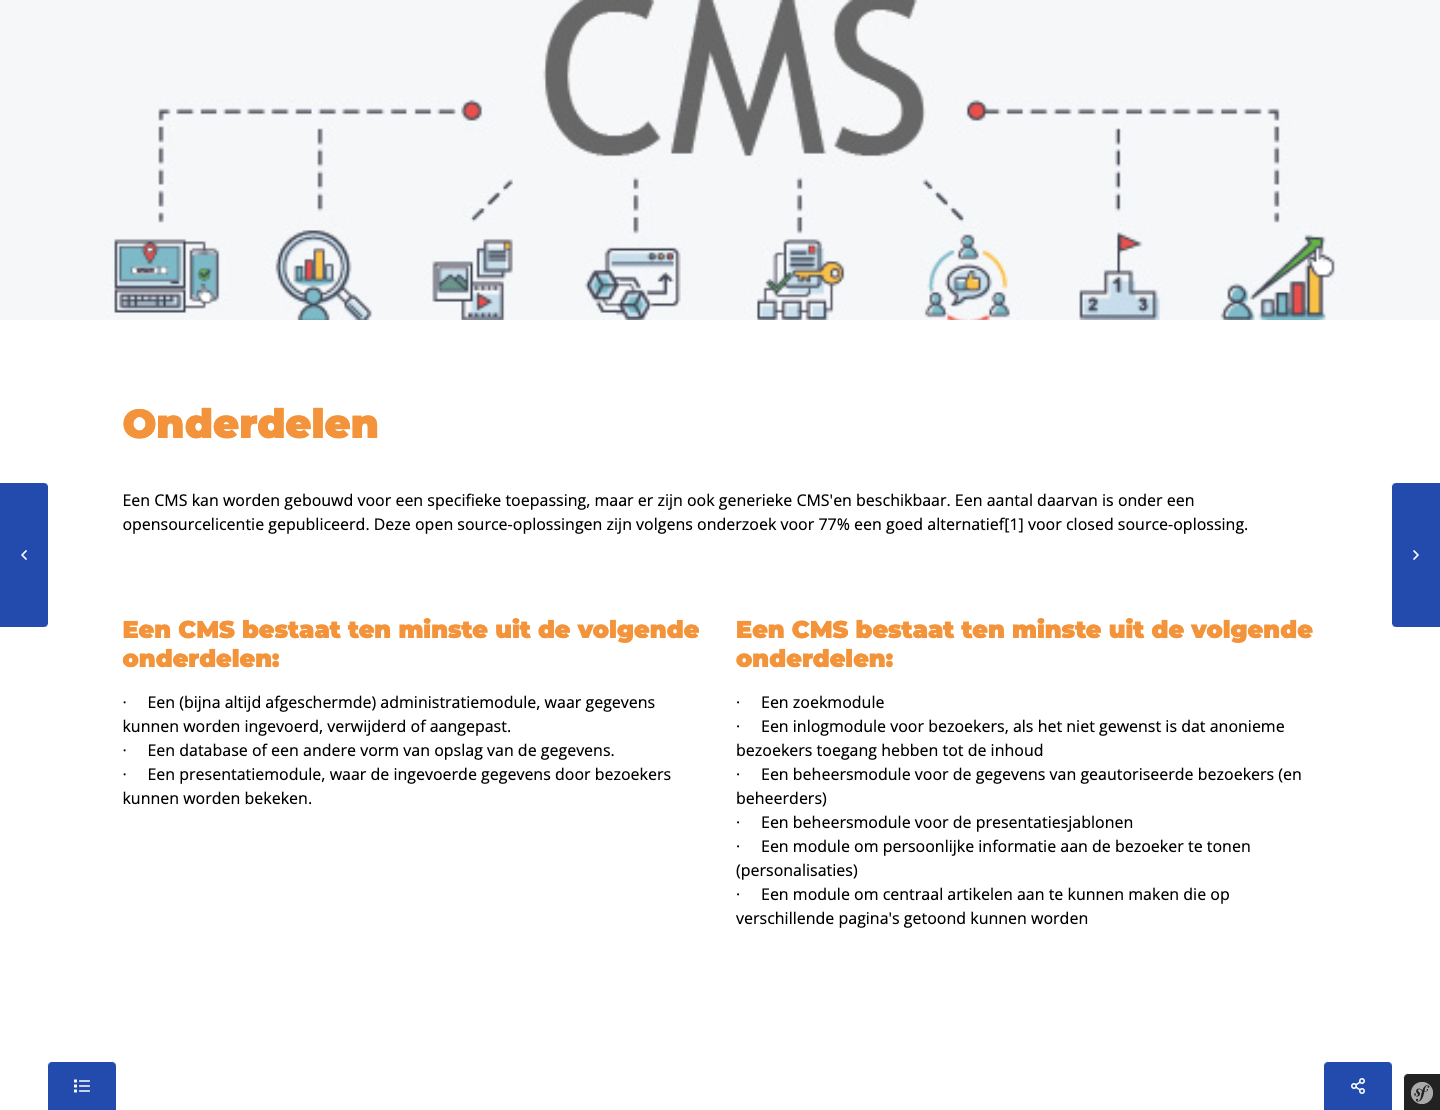 CMS
1
2
3
Onderdelen
Een CMS kan worden gebouwd voor een specifieke toepassing, maar er zijn ook generieke CMS'en beschikbaar. Een aantal daarvan is onder een
opensourcelicentie gepubliceerd. Deze open source-oplossingen zijn volgens onderzoek voor 77% een goed alternatief[1] voor closed source-oplossing.
Een CMS bestaat ten minste uit de volgende
onderdelen:
· Een (bijna altijd afgeschermde) administratiemodule, waar gegevens
kunnen worden ingevoerd, verwijderd of aangepast.
· Een database of een andere vorm van opslag van de gegevens.
· Een presentatiemodule, waar de ingevoerde gegevens door bezoekers
kunnen worden bekeken.
Een CMS bestaat ten minste uit de volgende
onderdelen:
· Een zoekmodule
· Een inlogmodule voor bezoekers, als het niet gewenst is dat anonieme
bezoekers toegang hebben tot de inhoud
· Een beheersmodule voor de gegevens van geautoriseerde bezoekers (en
beheerders)
· Een beheersmodule voor de presentatiesjablonen
· Een module om persoonlijke informatie aan de bezoeker te tonen
(personalisaties)
· Een module om centraal artikelen aan te kunnen maken die op
verschillende pagina's getoond kunnen worden
sf